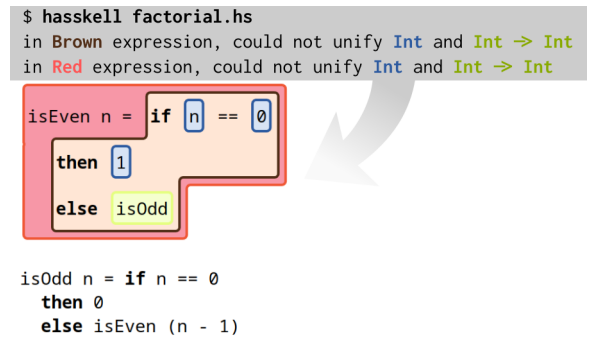 $ hasskell factorial.hs
in Brown expression, could not unify Int and Int -> Int
in Red expression, could not unify Int and Int -> Int
isEven n = if n == 0
then 1
else isOdd
isOdd n = if n == 0
then 0
else isEven (n - 1)